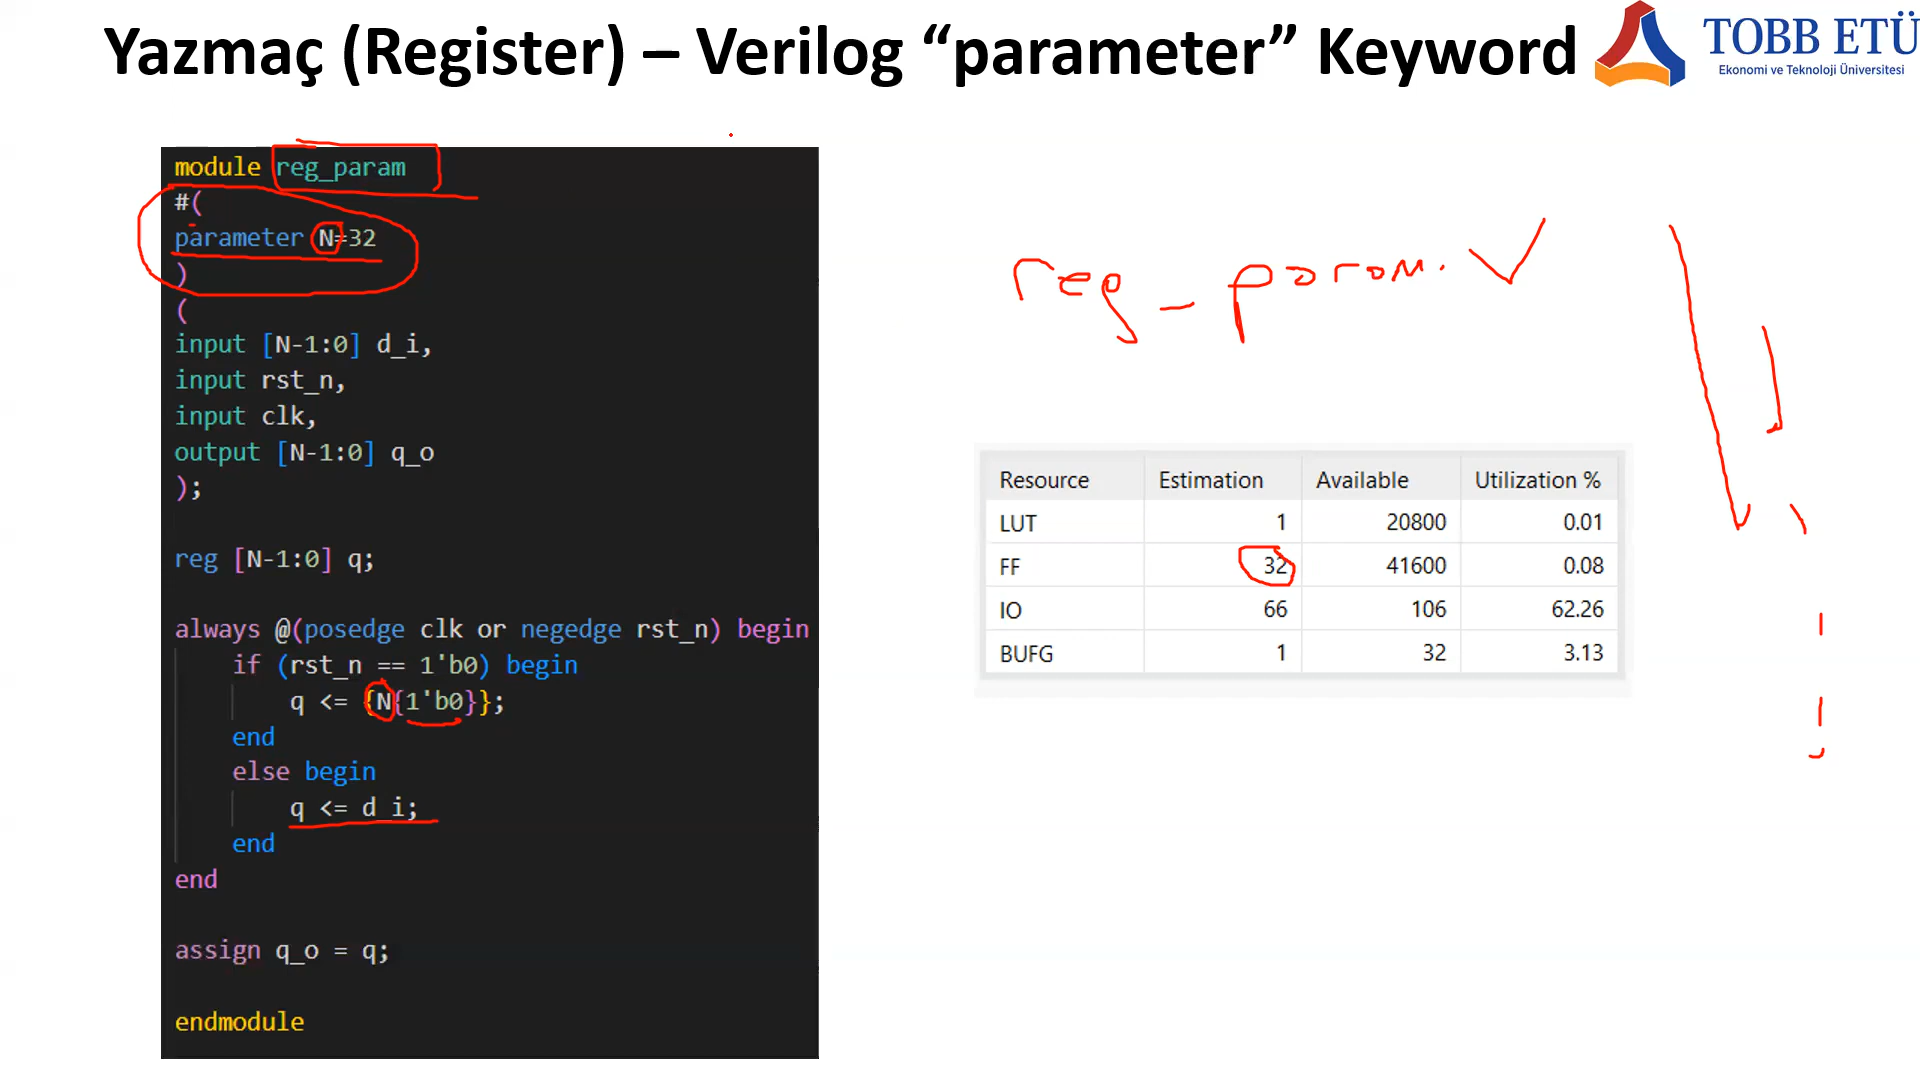 Yazmaç (Register) – Verilog “parameter” Keyword
TOBB ETÜ
Ekonomi ve Teknoloji Üniversitesi
module reg_param
#(
parameter N=32
)
(
input [N-1:0] d_i,
input rst_n,
input clk,
output [N-1:0] q_o
);
reg [N-1:0] q;
always @(posedge clk or negedge rst_n) begin
if (rst_n == 1'b0) begin
q <= {N{1'b0}};
end
else begin
q <= d_i;
end
end
assign q_o = q;
endmodule
reg_param.v
Resource Estimation Available Utilization %
LUT 1 20800 0.01
FF 32 41600 0.08
IO 66 106 62.26
BUFG 1 32 3.13